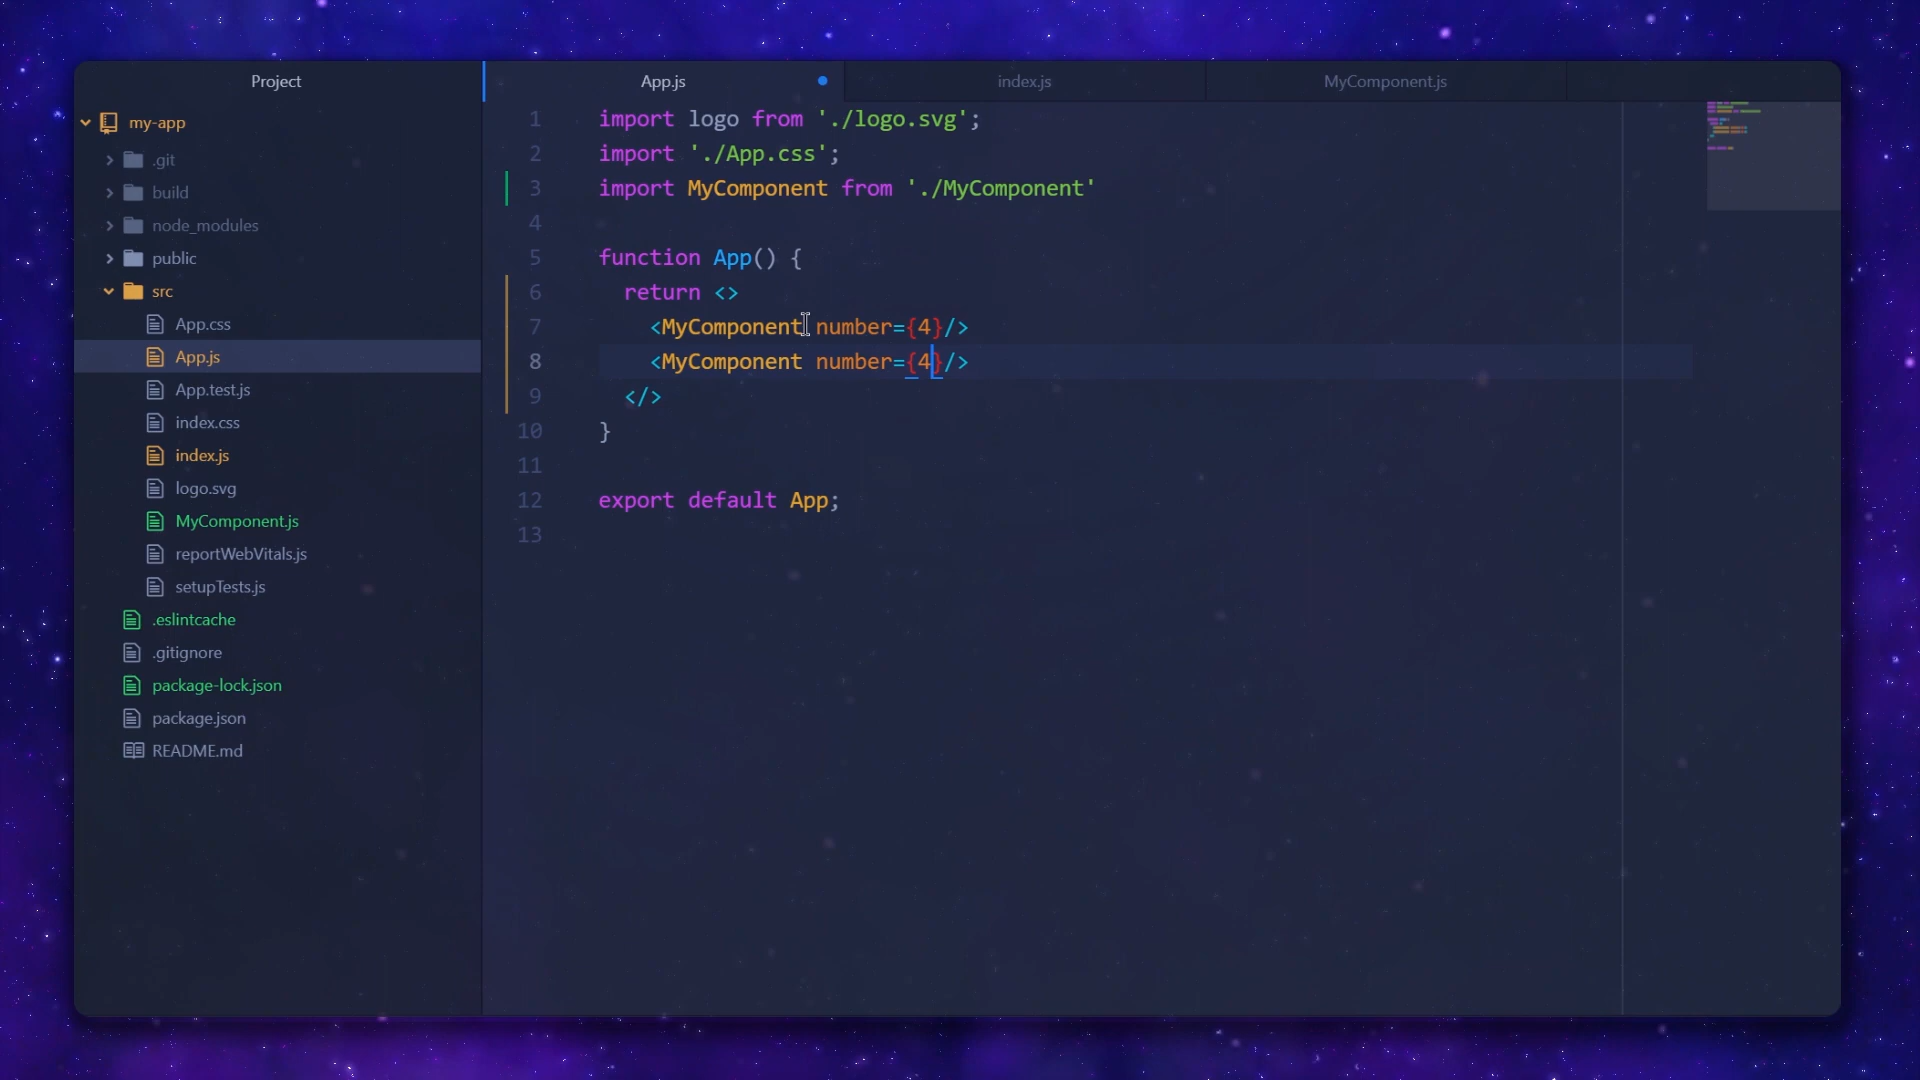 Project
my-app
.git
build
node_modules
public
src
App.css
App.js
App.test.js
index.css
index.js
logo.svg
MyComponent.js
reportWebVitals.js
setupTests.js
.eslintcache
.gitignore
package-lock.json
package.json
README.md
App.js
index.js
MyComponent.js
1 import logo from './logo.svg';
2 import './App.css';
3 import MyComponent from './MyComponent'
4
5 function App() {
6 return <>
7 <MyComponent number={4}/>
8 <MyComponent number={4}/>
9 </>
10 }
11
12 export default App;
13